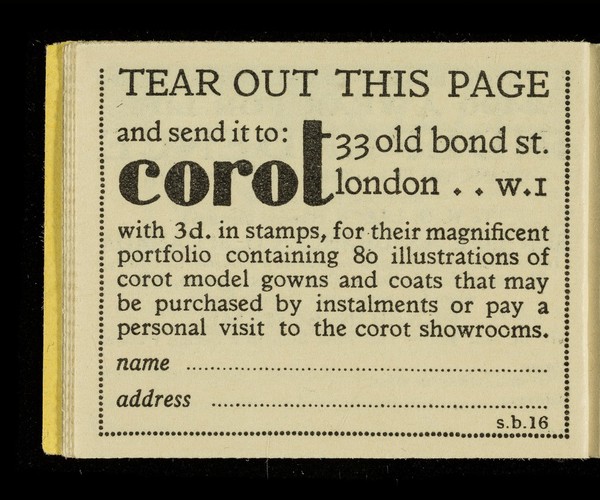 TEAR OUT THIS PAGE
and send it to:
corot
33 old bond st.
london . . w.1
with 3d. in stamps, for their magnificent
portfolio containing 80 illustrations of
corot model gowns and coats that may
be purchased by instalments or pay a
personal visit to the corot showrooms.
name ........................................
address ........................................
s.b.16